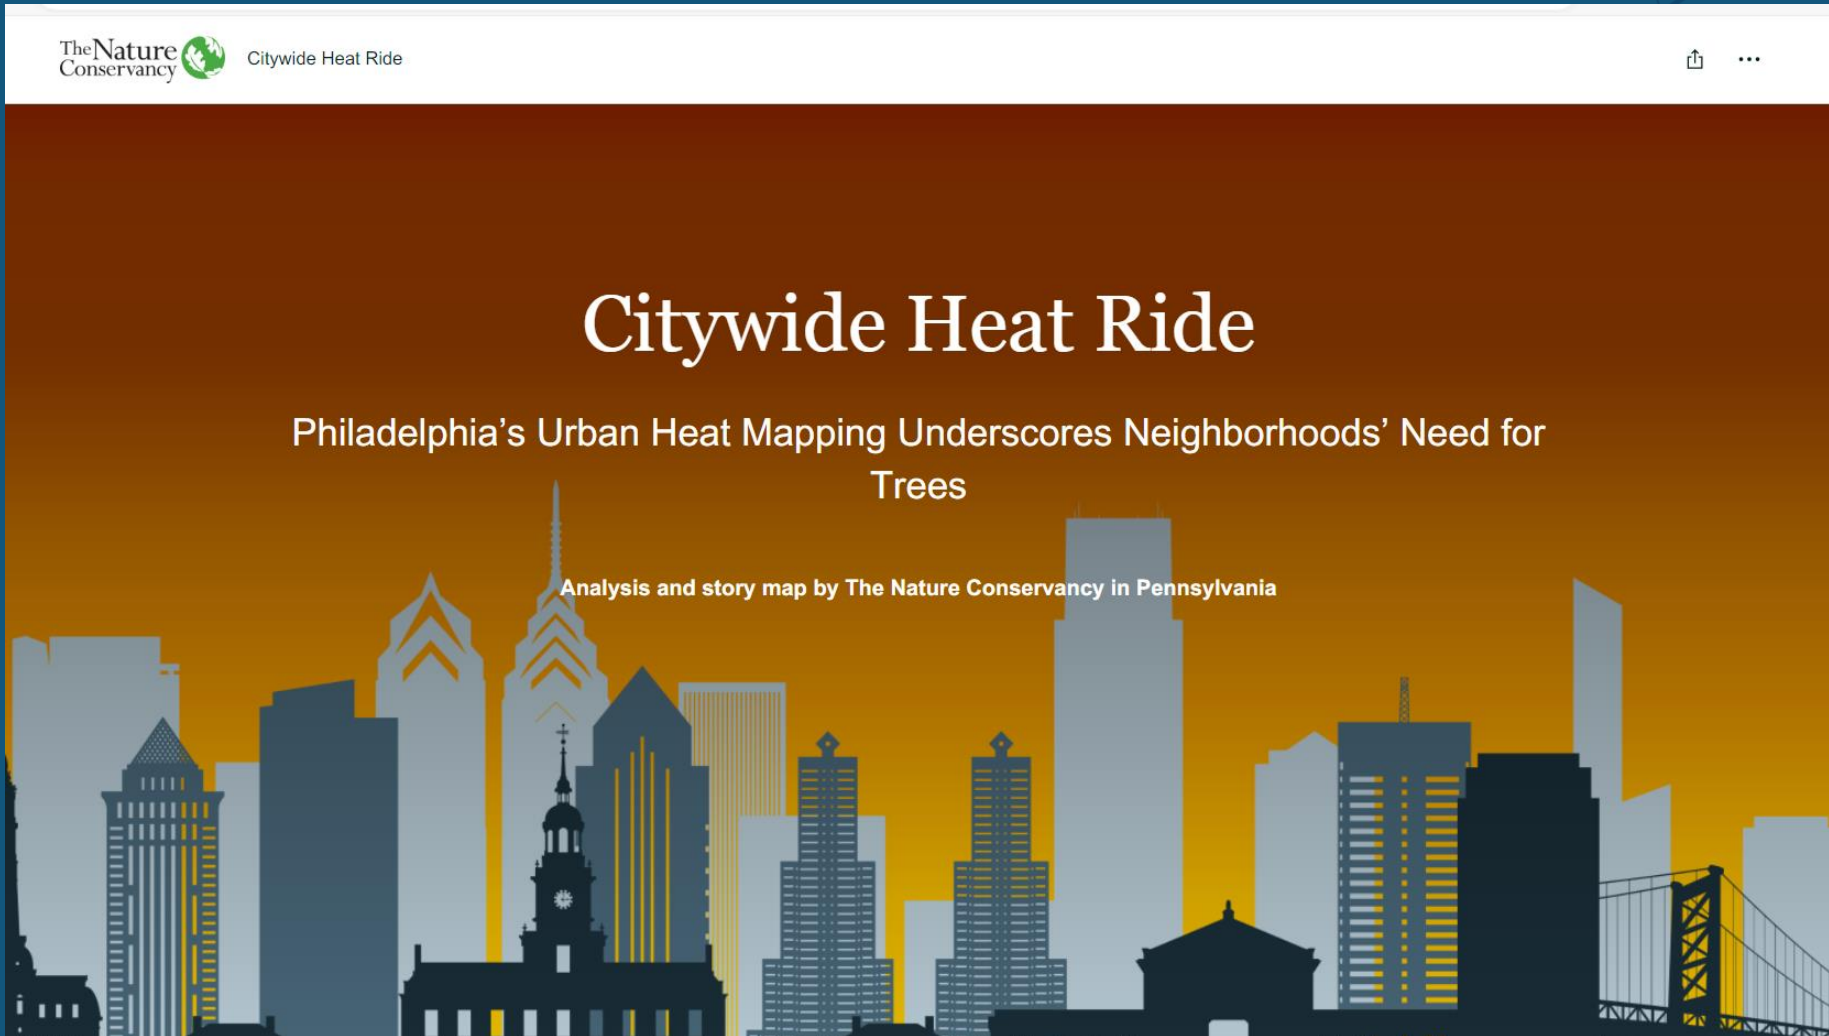 The Nature
Conservancy
Citywide Heat Ride
Citywide Heat Ride
Philadelphia’s Urban Heat Mapping Underscores Neighborhoods’ Need for
Trees
Analysis and story map by The Nature Conservancy in Pennsylvania